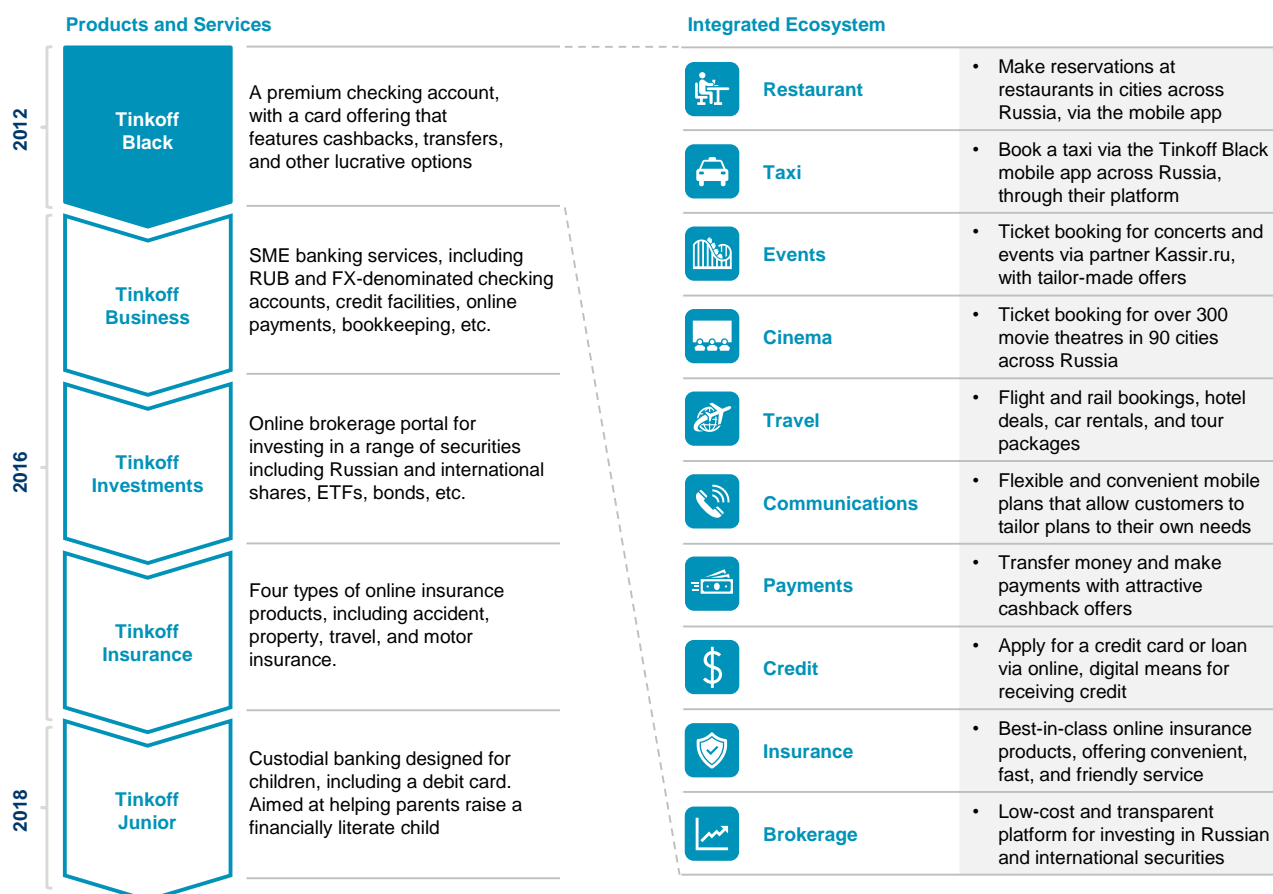 Products and Services
2012
Tinkoff
Black
A premium checking account,
with a card offering that
features cashbacks, transfers,
and other lucrative options
2016
Tinkoff
Business
SME banking services, including
RUB and FX-denominated checking
accounts, credit facilities, online
payments, bookkeeping, etc.
Tinkoff
Investments
Online brokerage portal for
investing in a range of securities
including Russian and international
shares, ETFs, bonds, etc.
Tinkoff
Insurance
Four types of online insurance
products, including accident,
property, travel, and motor
insurance.
2018
Tinkoff
Junior
Custodial banking designed for
children, including a debit card.
Aimed at helping parents raise a
financially literate child
Integrated Ecosystem
Restaurant
• Make reservations at
restaurants in cities across
Russia, via the mobile app
Taxi
• Book a taxi via the Tinkoff Black
mobile app across Russia,
through their platform
Events
• Ticket booking for concerts and
events via partner Kassir.ru,
with tailor-made offers
Cinema
• Ticket booking for over 300
movie theatres in 90 cities
across Russia
Travel
• Flight and rail bookings, hotel
deals, car rentals, and tour
packages
Communications
• Flexible and convenient mobile
plans that allow customers to
tailor plans to their own needs
Payments
• Transfer money and make
payments with attractive
cashback offers
$
Credit
• Apply for a credit card or loan
via online, digital means for
receiving credit
Insurance
• Best-in-class online insurance
products, offering convenient,
fast, and friendly service
Brokerage
• Low-cost and transparent
platform for investing in Russian
and international securities